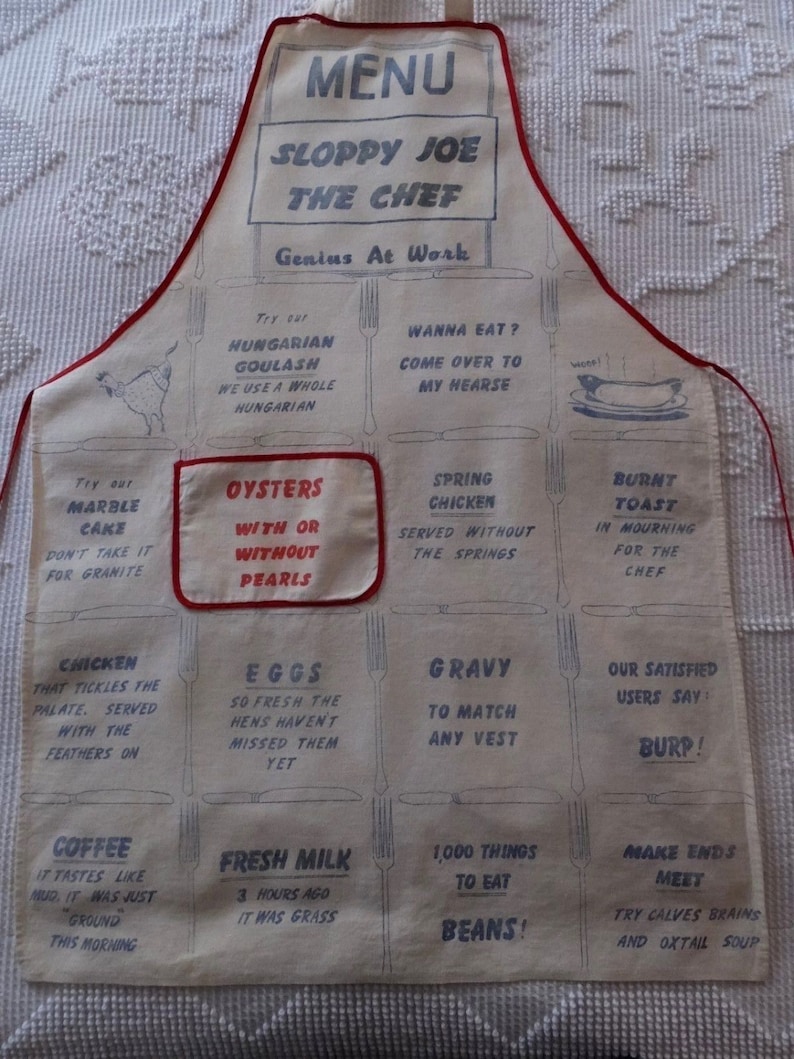 MENU
SLOPPY JOE
THE CHEF
Genius At Work
Try our
HUNGARIAN
GOULASH
WE USE A WHOLE
HUNGARIAN
WANNA EAT?
COME OVER TO
MY HEARSE
WOOF!
Try our
MARBLE
CAKE
DON'T TAKE IT
FOR GRANITE
OYSTERS
WITH OR
WITHOUT
PEARLS
SPRING
CHICKEN
SERVED WITHOUT
THE SPRINGS
BURNT
TOAST
IN MOURNING
FOR THE
CHEF
CHICKEN
THAT TICKLES THE
PALATE. SERVED
WITH THE
FEATHERS ON
EGGS
SO FRESH THE
HENS HAVEN'T
MISSED THEM
YET
GRAVY
TO MATCH
ANY VEST
OUR SATISFIED
USERS SAY:
BURP!
COFFEE
IT TASTES LIKE
MUD. IT WAS JUST
"GROUND"
THIS MORNING
FRESH MILK
3 HOURS AGO
IT WAS GRASS
1,000 THINGS
TO EAT
BEANS!
MAKE ENDS
MEET
TRY CALVES BRAINS
AND OXTAIL SOUP